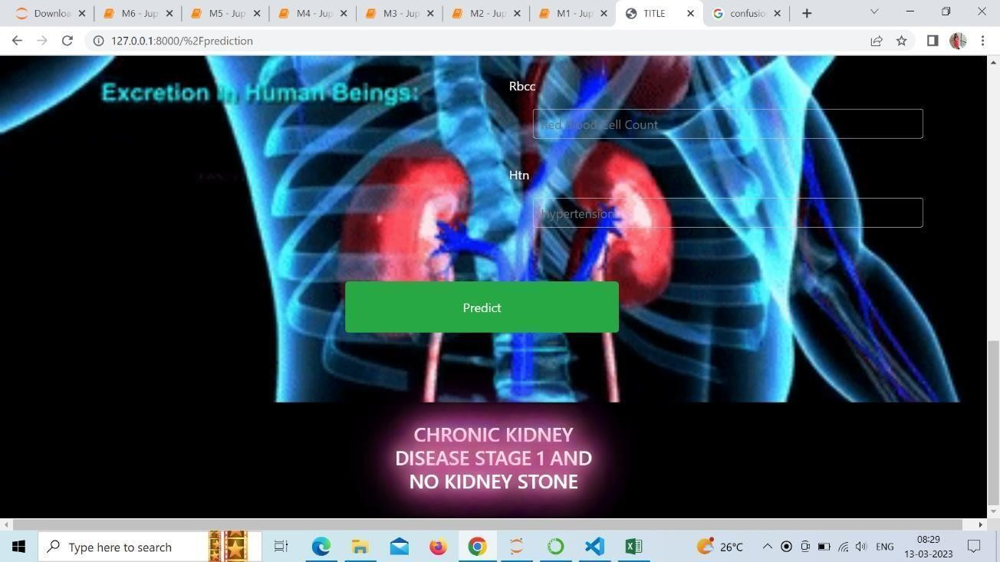 Downloa
M6 - Jup
M5 - Jup
M4 - Jup
M3 - Jup
M2 - Jup
M1 - Jup
TITLE
confusio
127.0.0.1:8000/%2Fprediction
Excretion in Human Beings:
Rbcc
Red Blood Cell Count
Htn
hypertension
Predict
CHRONIC KIDNEY
DISEASE STAGE 1 AND
NO KIDNEY STONE
Type here to search
26°C
ENG
08:29
13-03-2023